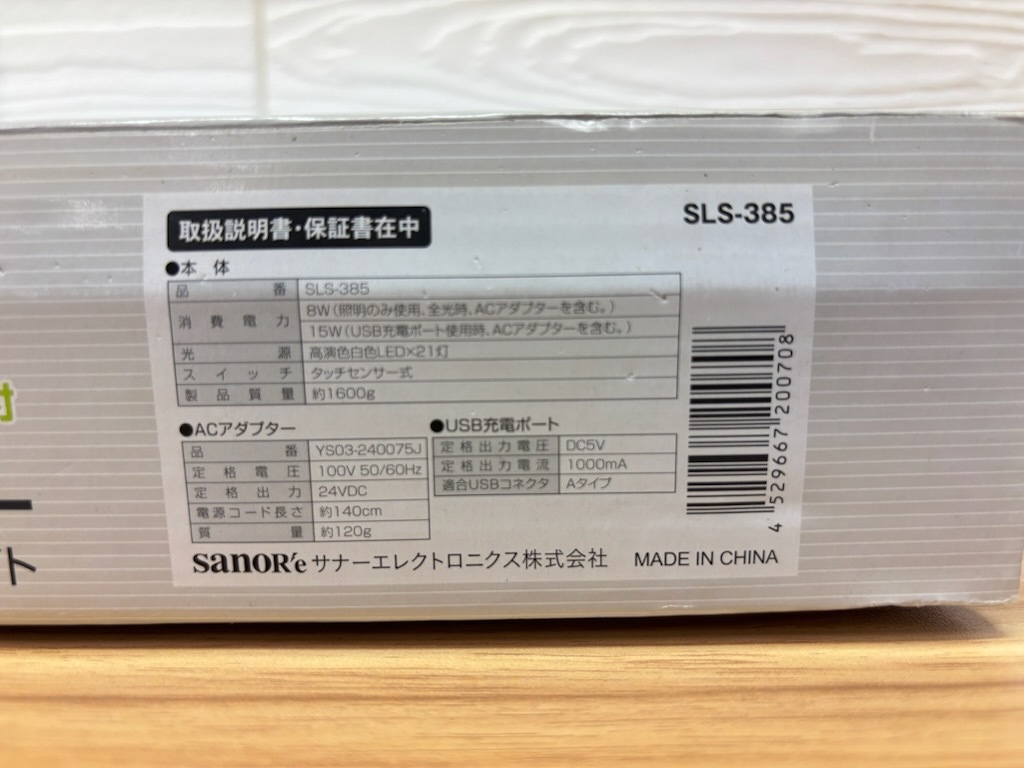 取扱説明書・保証書在中
SLS-385
●本 体
品 番 SLS-385
消 費 電 力 8W(照明のみ使用、全光時、ACアダプターを含む。)
15W(USB充電ポート使用時、ACアダプターを含む。)
光 源 高演色白色LED×21灯
ス イ ッ チ タッチセンサー式
製 品 質 量 約1600g
●ACアダプター
品 番 YS03-240075J
定 格 電 圧 100V 50/60Hz
定 格 出 力 24VDC
電源コード長さ 約140cm
質 量 約120g
●USB充電ポート
定 格 出 力 電 圧 DC5V
定 格 出 力 電 流 1000mA
適合USBコネクタ Aタイプ
4 529667 200708
sanoR'e サナーエレクトロニクス株式会社 MADE IN CHINA
付
ー
ト